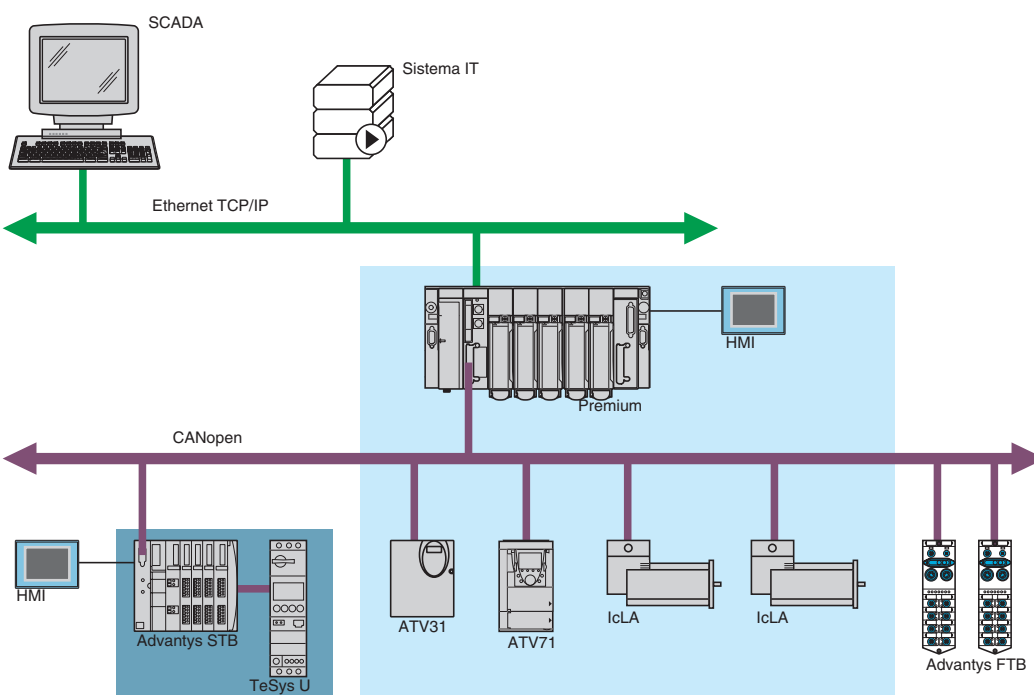 SCADA
Sistema IT
Ethernet TCP/IP
HMI
Premium
CANopen
HMI
Advantys STB
TeSys U
ATV31
ATV71
IcLA
IcLA
Advantys FTB